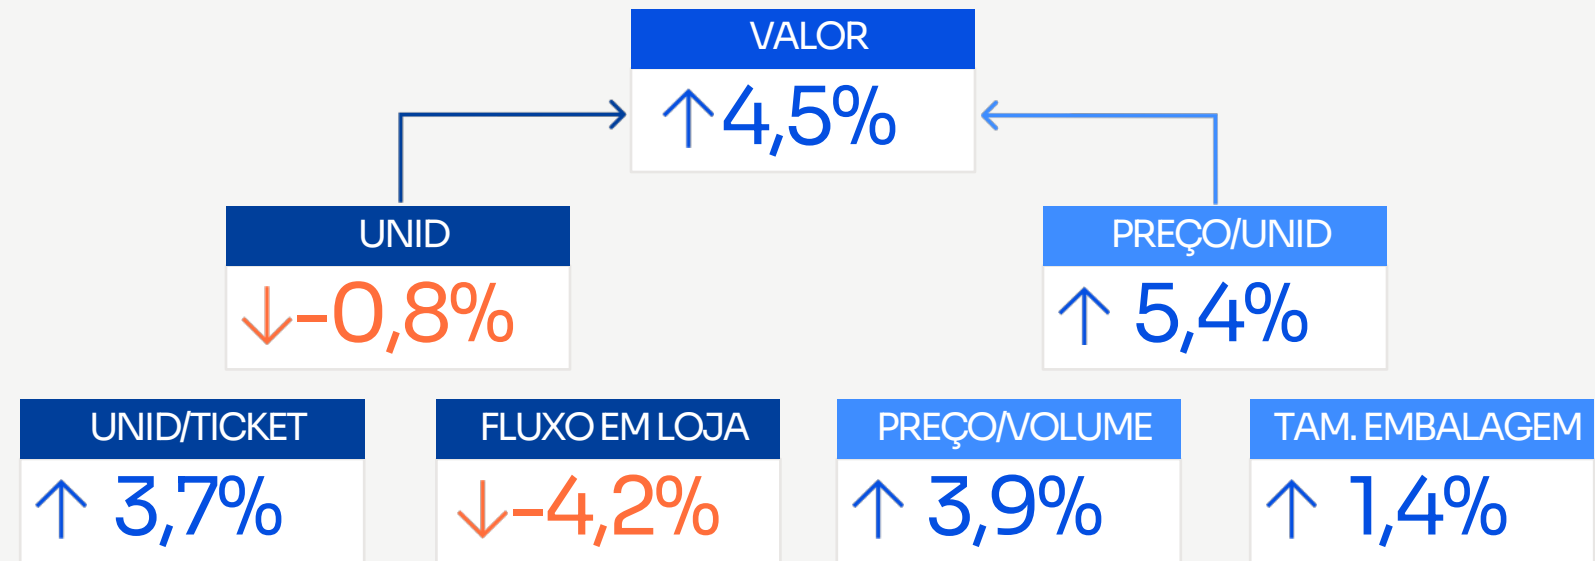 VALOR
↑4,5%
UNID
↓-0,8%
PREÇO/UNID
↑ 5,4%
UNID/TICKET
↑ 3,7%
FLUXO EM LOJA
↓-4,2%
PREÇO/VOLUME
↑ 3,9%
TAM. EMBALAGEM
↑ 1,4%